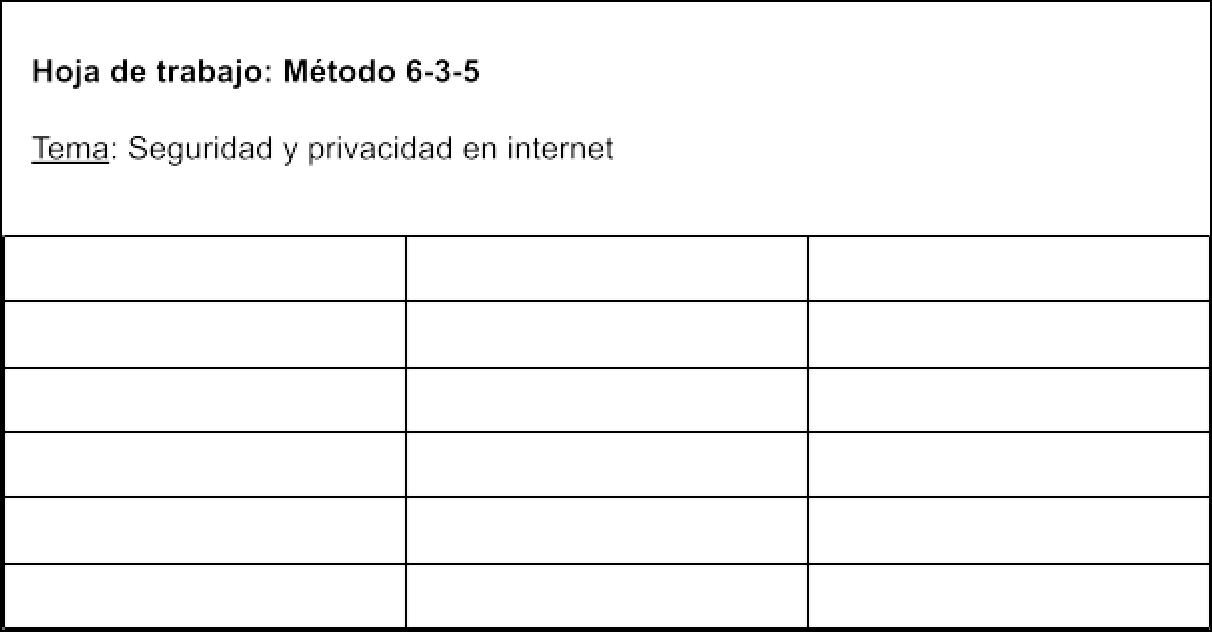 Hoja de trabajo: Método 6-3-5
Tema: Seguridad y privacidad en internet